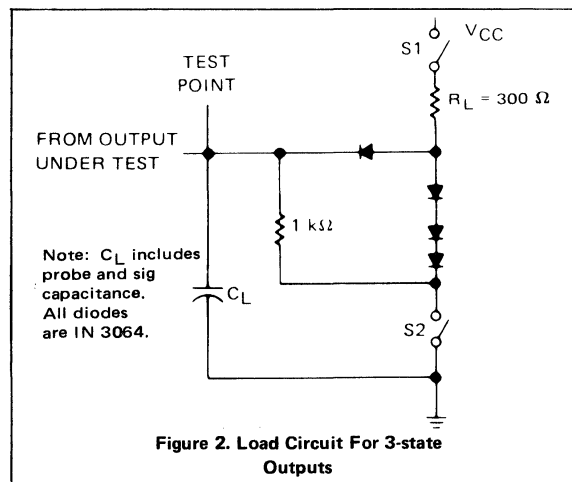 S1
VCC
TEST
POINT
RL = 300 Ω
FROM OUTPUT
UNDER TEST
1 kΩ
Note: CL includes
probe and sig
capacitance.
All diodes
are IN 3064.
CL
S2
Figure 2. Load Circuit For 3-state
Outputs